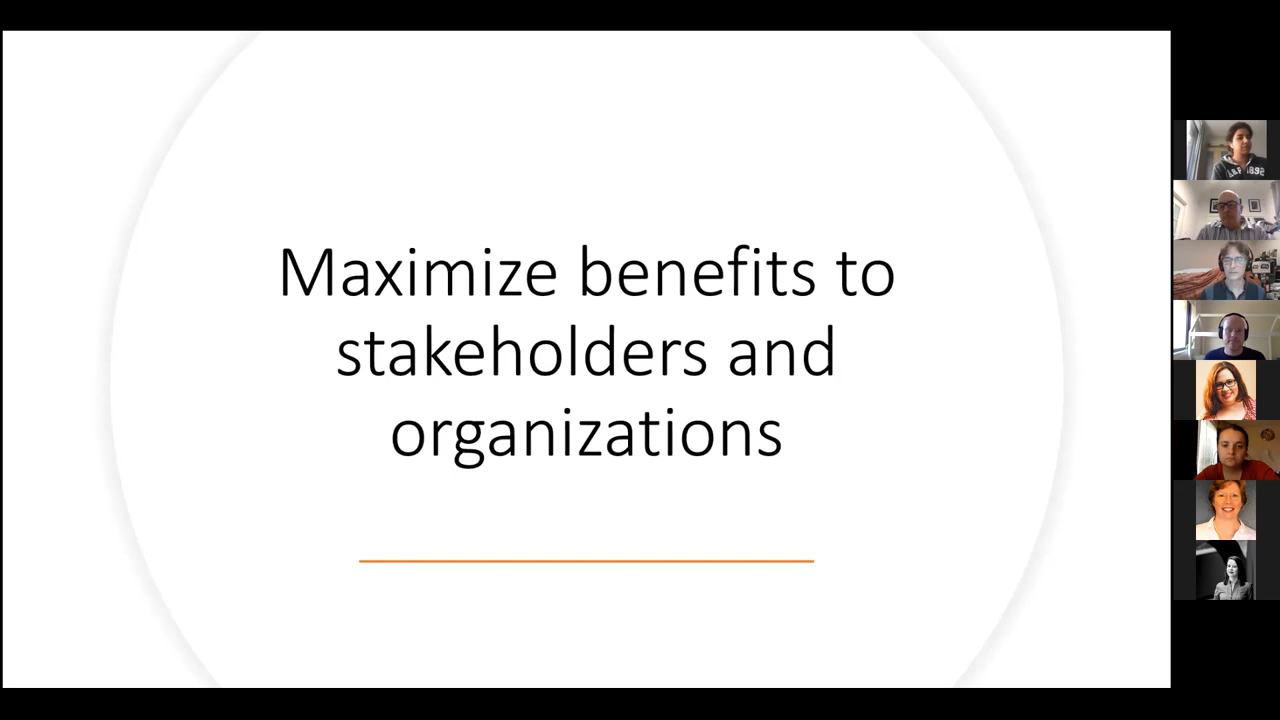 Maximize benefits to
stakeholders and
organizations